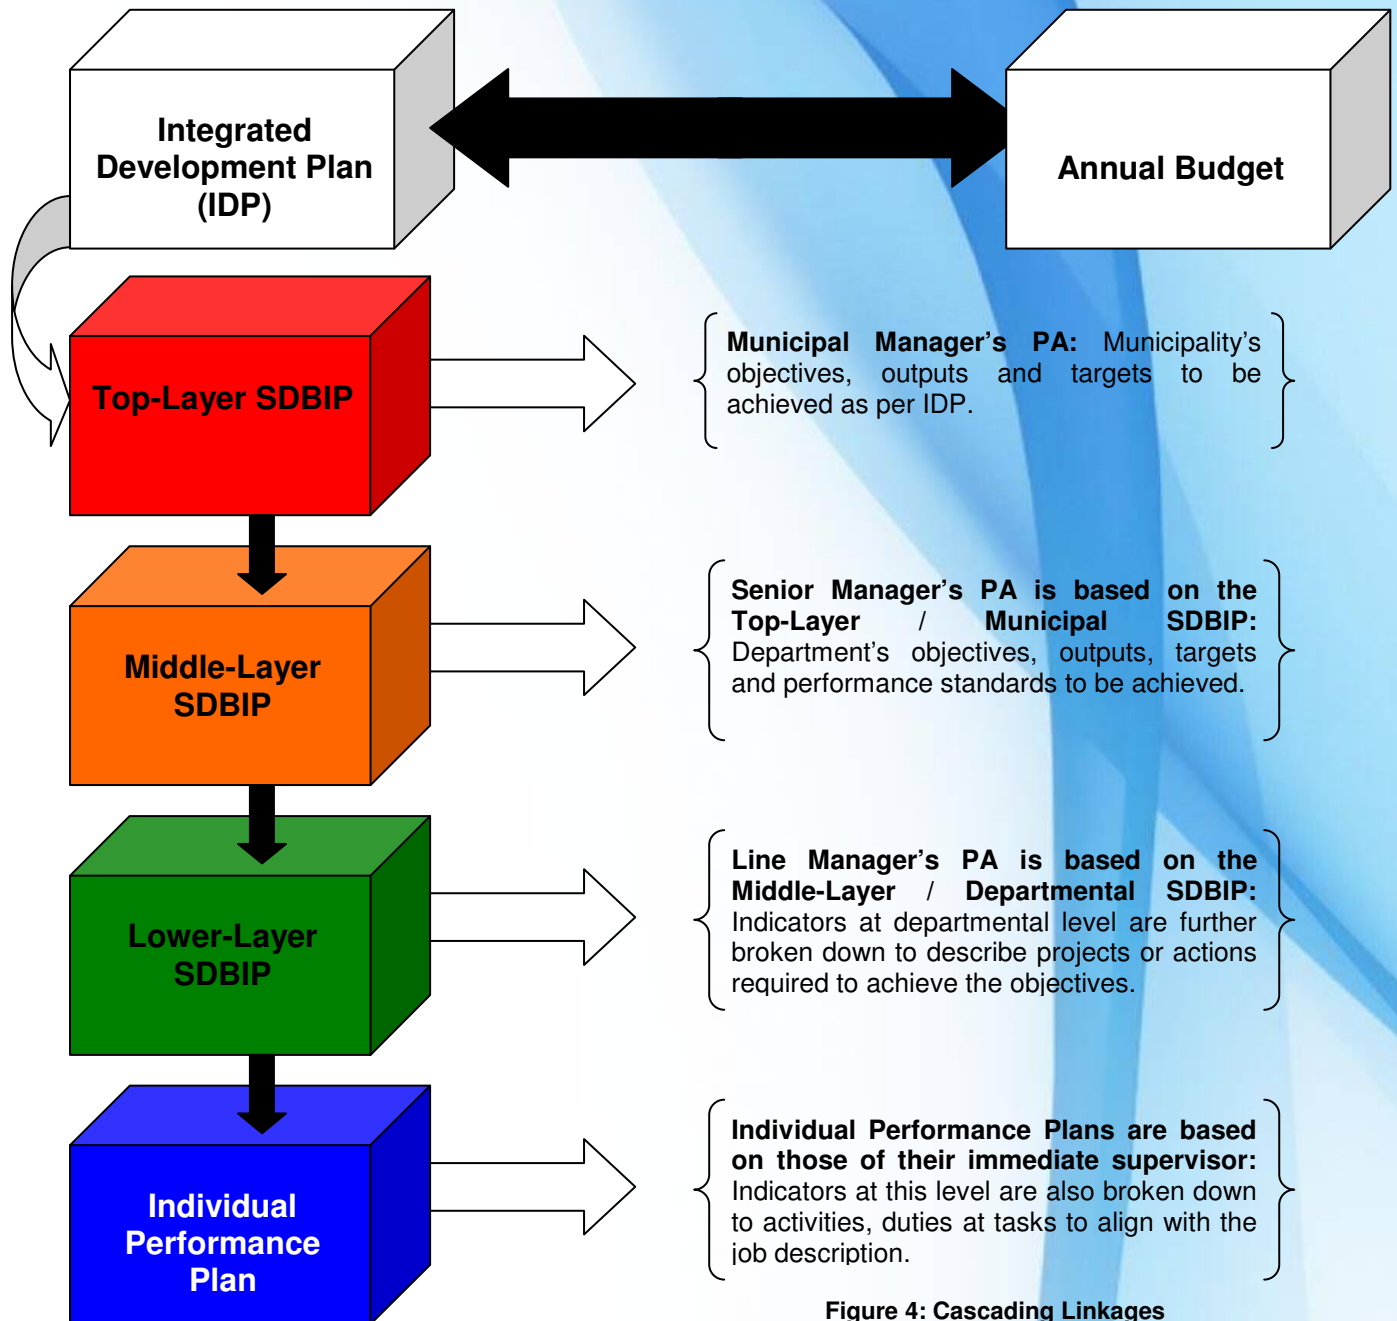 Integrated
Development Plan
(IDP)
Annual Budget
Top-Layer SDBIP
Municipal Manager's PA: Municipality's
objectives, outputs and targets to be
achieved as per IDP.
Middle-Layer
SDBIP
Senior Manager's PA is based on the
Top-Layer / Municipal SDBIP:
Department's objectives, outputs, targets
and performance standards to be achieved.
Lower-Layer
SDBIP
Line Manager's PA is based on the
Middle-Layer / Departmental SDBIP:
Indicators at departmental level are further
broken down to describe projects or actions
required to achieve the objectives.
Individual
Performance
Plan
Individual Performance Plans are based
on those of their immediate supervisor:
Indicators at this level are also broken down
to activities, duties at tasks to align with the
job description.
Figure 4: Cascading Linkages